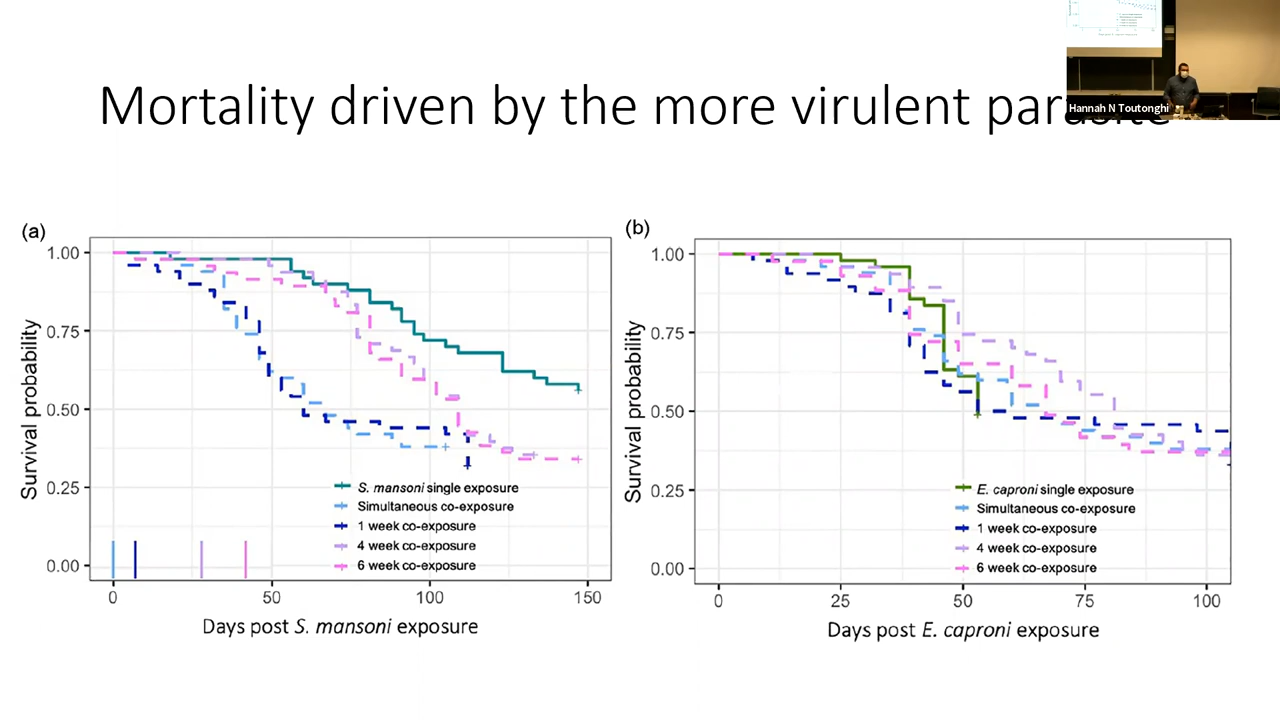 Mortality driven by the more virulent parasite
Hannah N Toutonghi
(a)
Survival probability
1.00
0.75
0.50
0.25
0.00
S. mansoni single exposure
Simultaneous co-exposure
1 week co-exposure
4 week co-exposure
6 week co-exposure
0 50 100 150
Days post S. mansoni exposure
(b)
Survival probability
1.00
0.75
0.50
0.25
0.00
E. caproni single exposure
Simultaneous co-exposure
1 week co-exposure
4 week co-exposure
6 week co-exposure
0 25 50 75 100
Days post E. caproni exposure